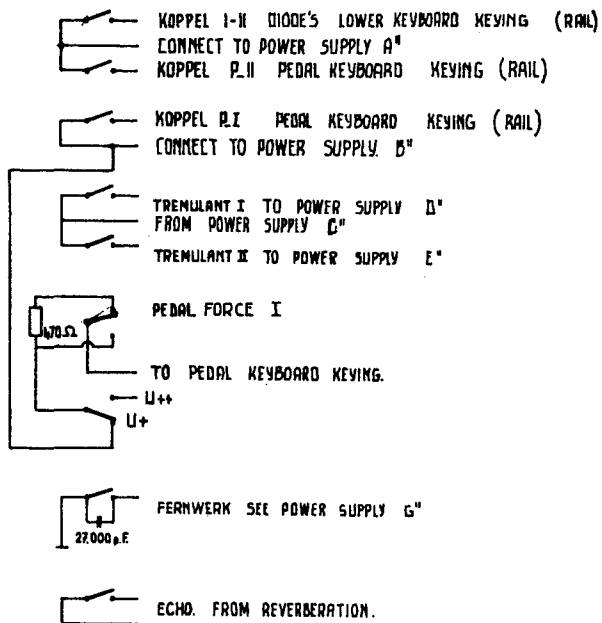 KOPPEL I-II DIODE'S LOWER KEYBOARD KEYING (RAIL)
CONNECT TO POWER SUPPLY A"
KOPPEL P.II PEDAL KEYBOARD KEYING (RAIL)
KOPPEL P.I PEDAL KEYBOARD KEYING (RAIL)
CONNECT TO POWER SUPPLY. B"
TREMULANT I TO POWER SUPPLY D"
FROM POWER SUPPLY C"
TREMULANT II TO POWER SUPPLY E"
PEDAL FORCE I
470Ω
TO PEDAL KEYBOARD KEYING.
U++
U+
FERNWERK SEE POWER SUPPLY G"
27.000 p.F.
ECHO. FROM REVERBERATION.